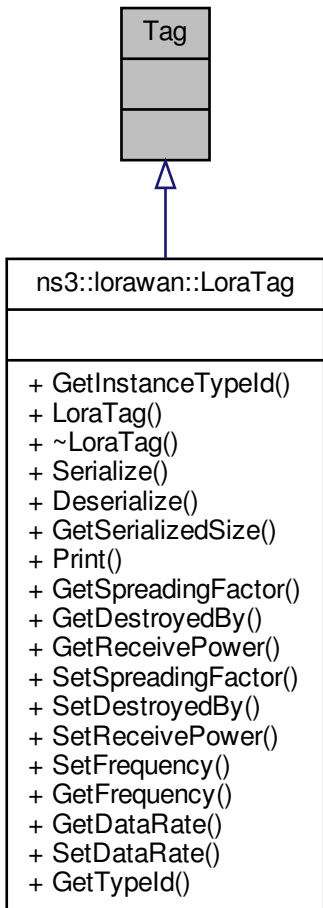 Tag
ns3::lorawan::LoraTag
+ GetInstanceTypeId()
+ LoraTag()
+ ~LoraTag()
+ Serialize()
+ Deserialize()
+ GetSerializedSize()
+ Print()
+ GetSpreadingFactor()
+ GetDestroyedBy()
+ GetReceivePower()
+ SetSpreadingFactor()
+ SetDestroyedBy()
+ SetReceivePower()
+ SetFrequency()
+ GetFrequency()
+ GetDataRate()
+ SetDataRate()
+ GetTypeId()